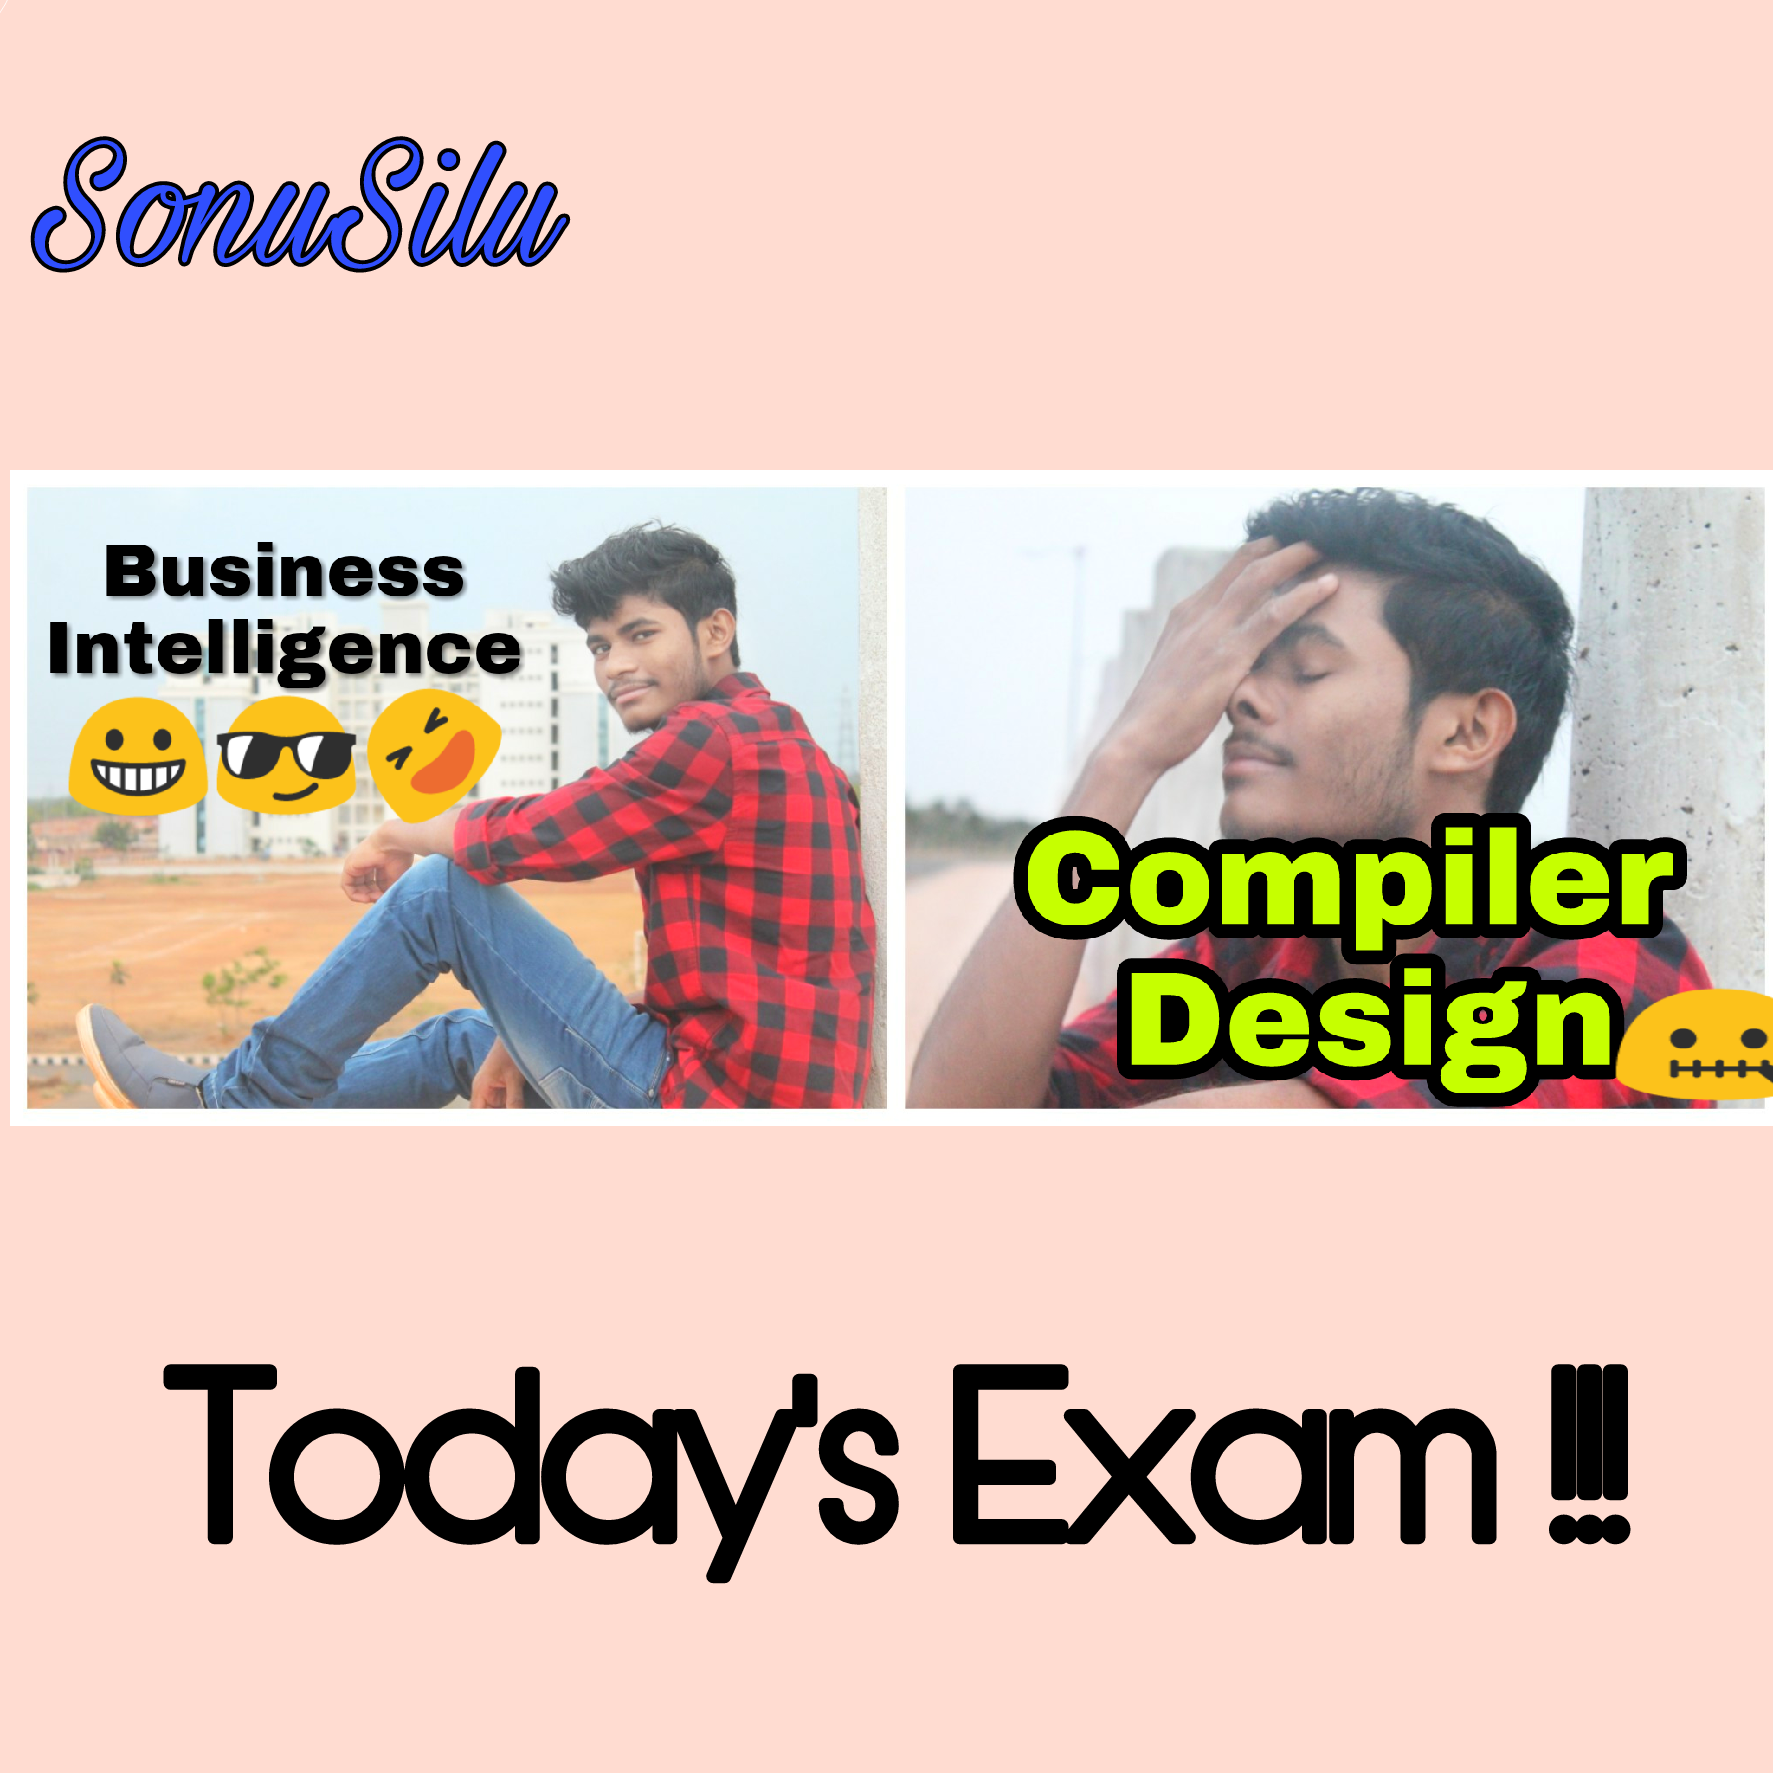 SonuSilu
Business
Intelligence
Compiler
Design
Today's Exam !!!